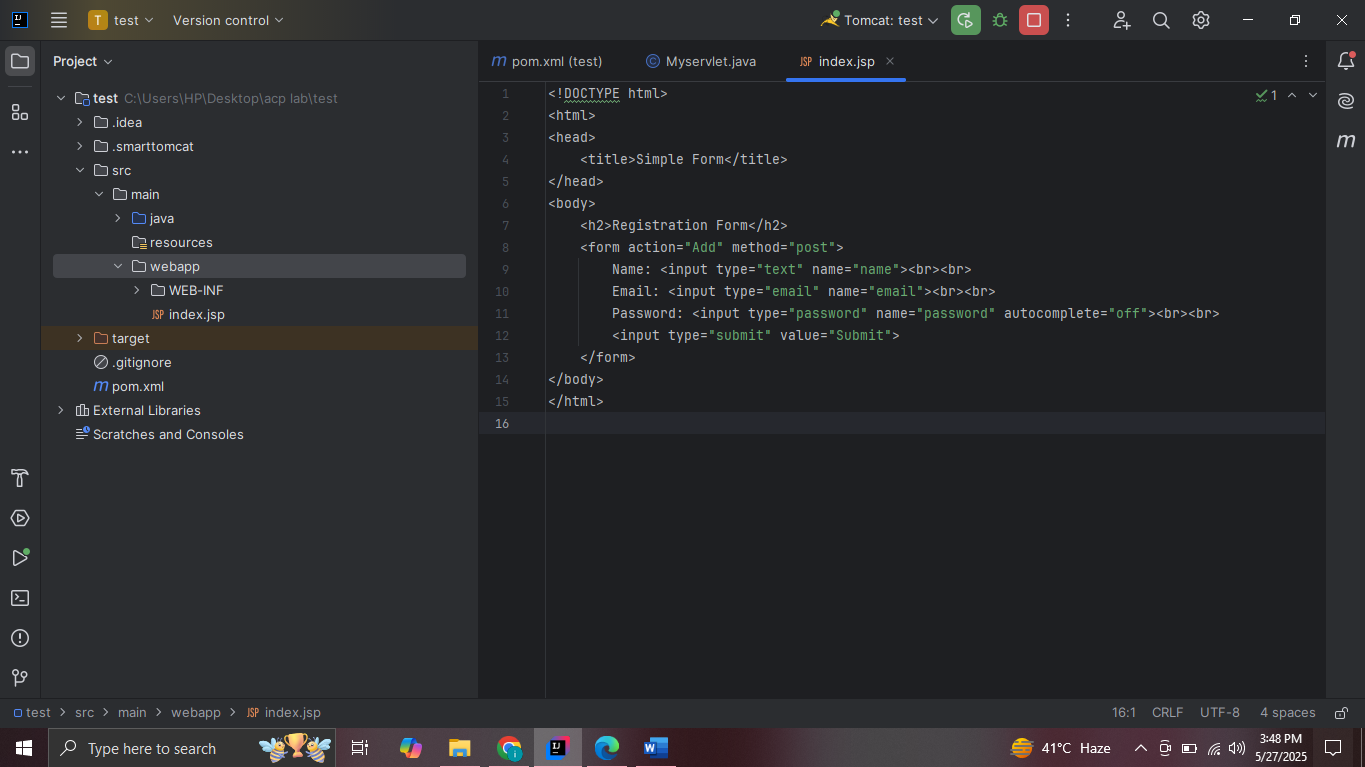 T test Version control Tomcat: test
Project
pom.xml (test) Myservlet.java JSP index.jsp
test C:\Users\HP\Desktop\acp lab\test
.idea
.smarttomcat
src
main
java
resources
webapp
WEB-INF
JSP index.jsp
target
.gitignore
m pom.xml
External Libraries
Scratches and Consoles
1 <!DOCTYPE html>
2 <html>
3 <head>
4 <title>Simple Form</title>
5 </head>
6 <body>
7 <h2>Registration Form</h2>
8 <form action="Add" method="post">
9 Name: <input type="text" name="name"><br><br>
10 Email: <input type="email" name="email"><br><br>
11 Password: <input type="password" name="password" autocomplete="off"><br><br>
12 <input type="submit" value="Submit">
13 </form>
14 </body>
15 </html>
16
1
test > src > main > webapp > JSP index.jsp
16:1 CRLF UTF-8 4 spaces
Type here to search
41°C Haze
3:48 PM
5/27/2025